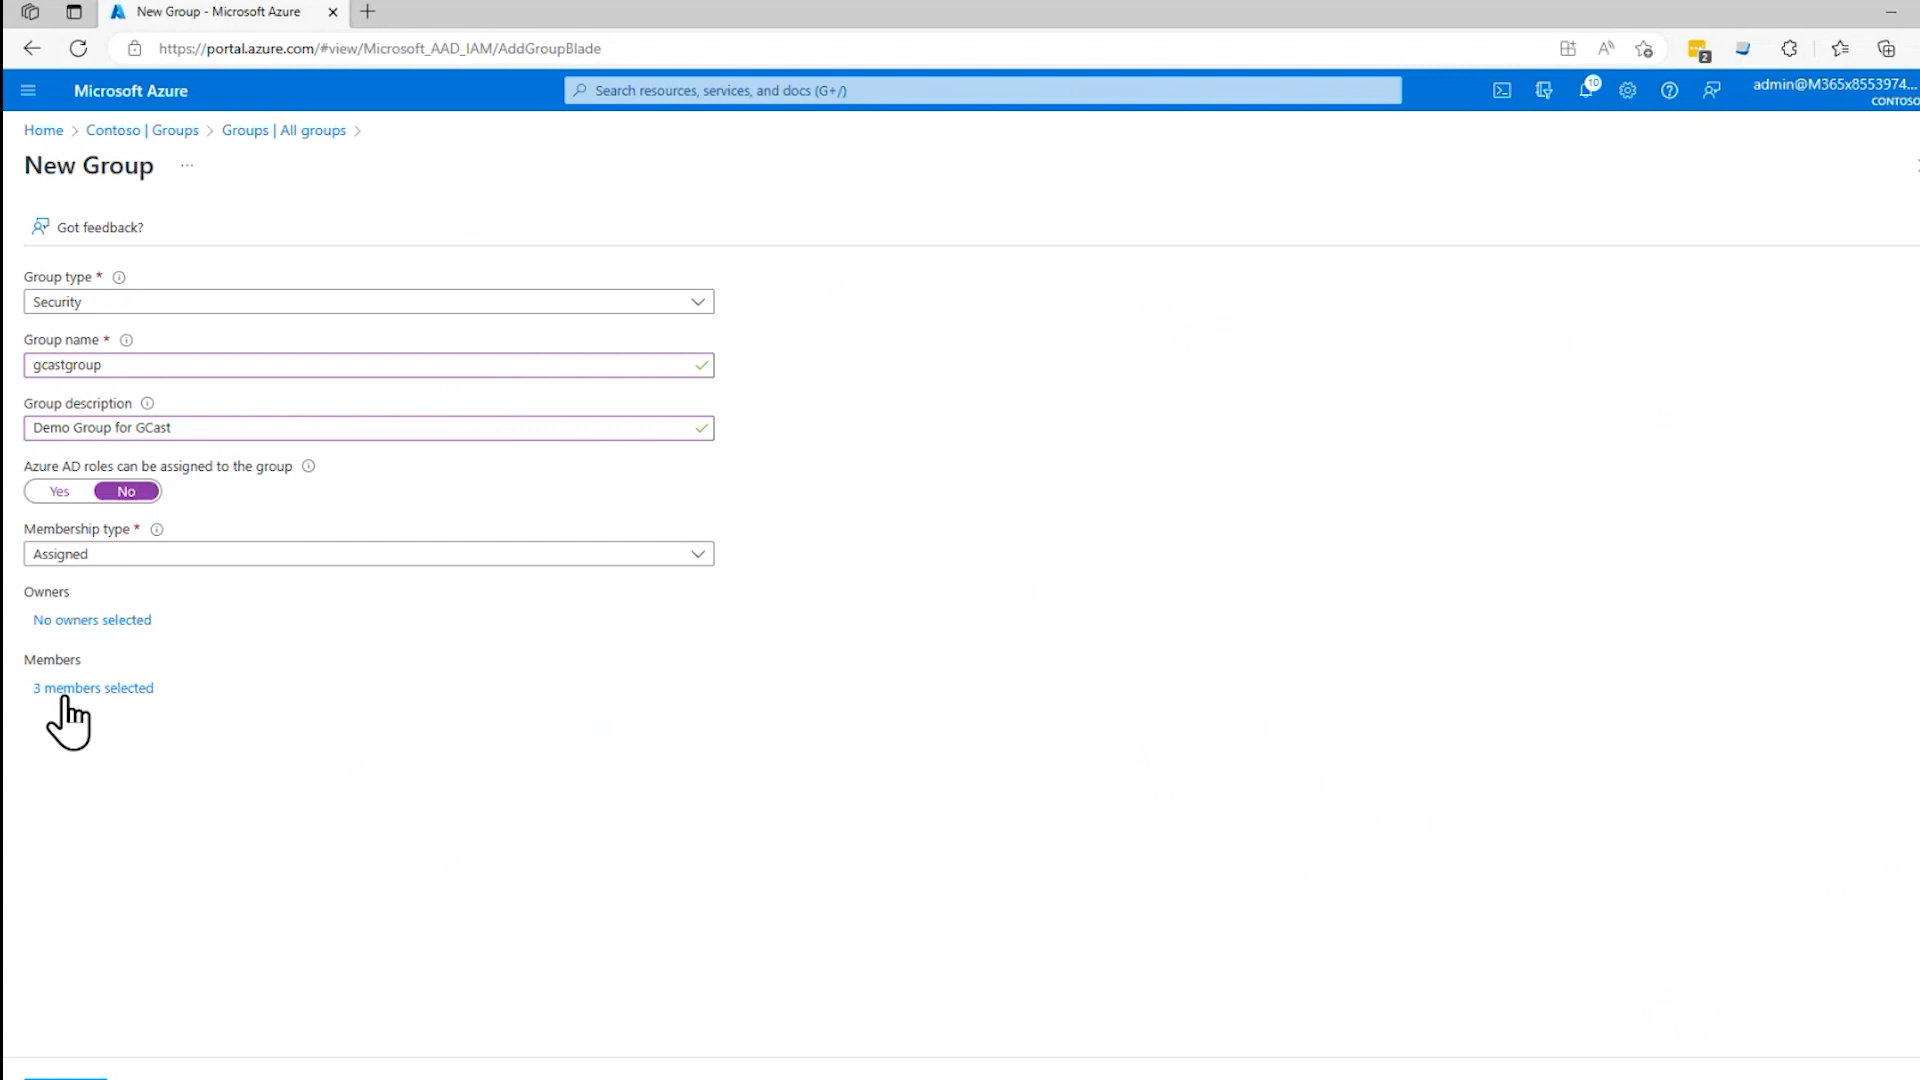 New Group - Microsoft Azure
https://portal.azure.com/#view/Microsoft_AAD_IAM/AddGroupBlade
2
Microsoft Azure
Search resources, services, and docs (G+/)
10
admin@M365x8553974...
CONTOSO
Home > Contoso | Groups > Groups | All groups >
New Group ...
Got feedback?
Group type *
Security
Group name *
gcastgroup
Group description
Demo Group for GCast
Azure AD roles can be assigned to the group
Yes No
Membership type *
Assigned
Owners
No owners selected
Members
3 members selected